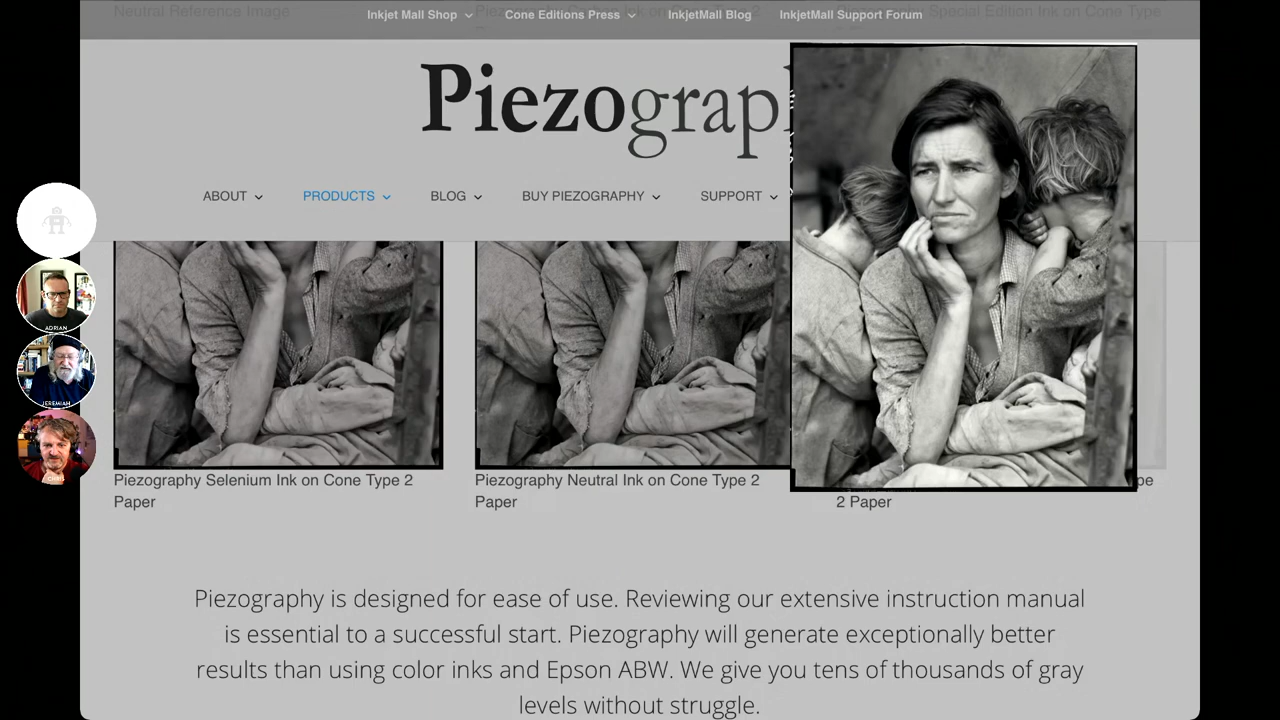 Neutral Reference Image
Special Edition Ink on Cone Type
Inkjet Mall Shop
Cone Editions Press
InkjetMall Blog
InkjetMall Support Forum
Piezograp
ABOUT
PRODUCTS
BLOG
BUY PIEZOGRAPHY
SUPPORT
ADRIAN
JEREMIAH
CHRIS
Piezography Selenium Ink on Cone Type 2
Paper
Piezography Neutral Ink on Cone Type 2
Paper
pe
2 Paper
Piezography is designed for ease of use. Reviewing our extensive instruction manual
is essential to a successful start. Piezography will generate exceptionally better
results than using color inks and Epson ABW. We give you tens of thousands of gray
levels without struggle.